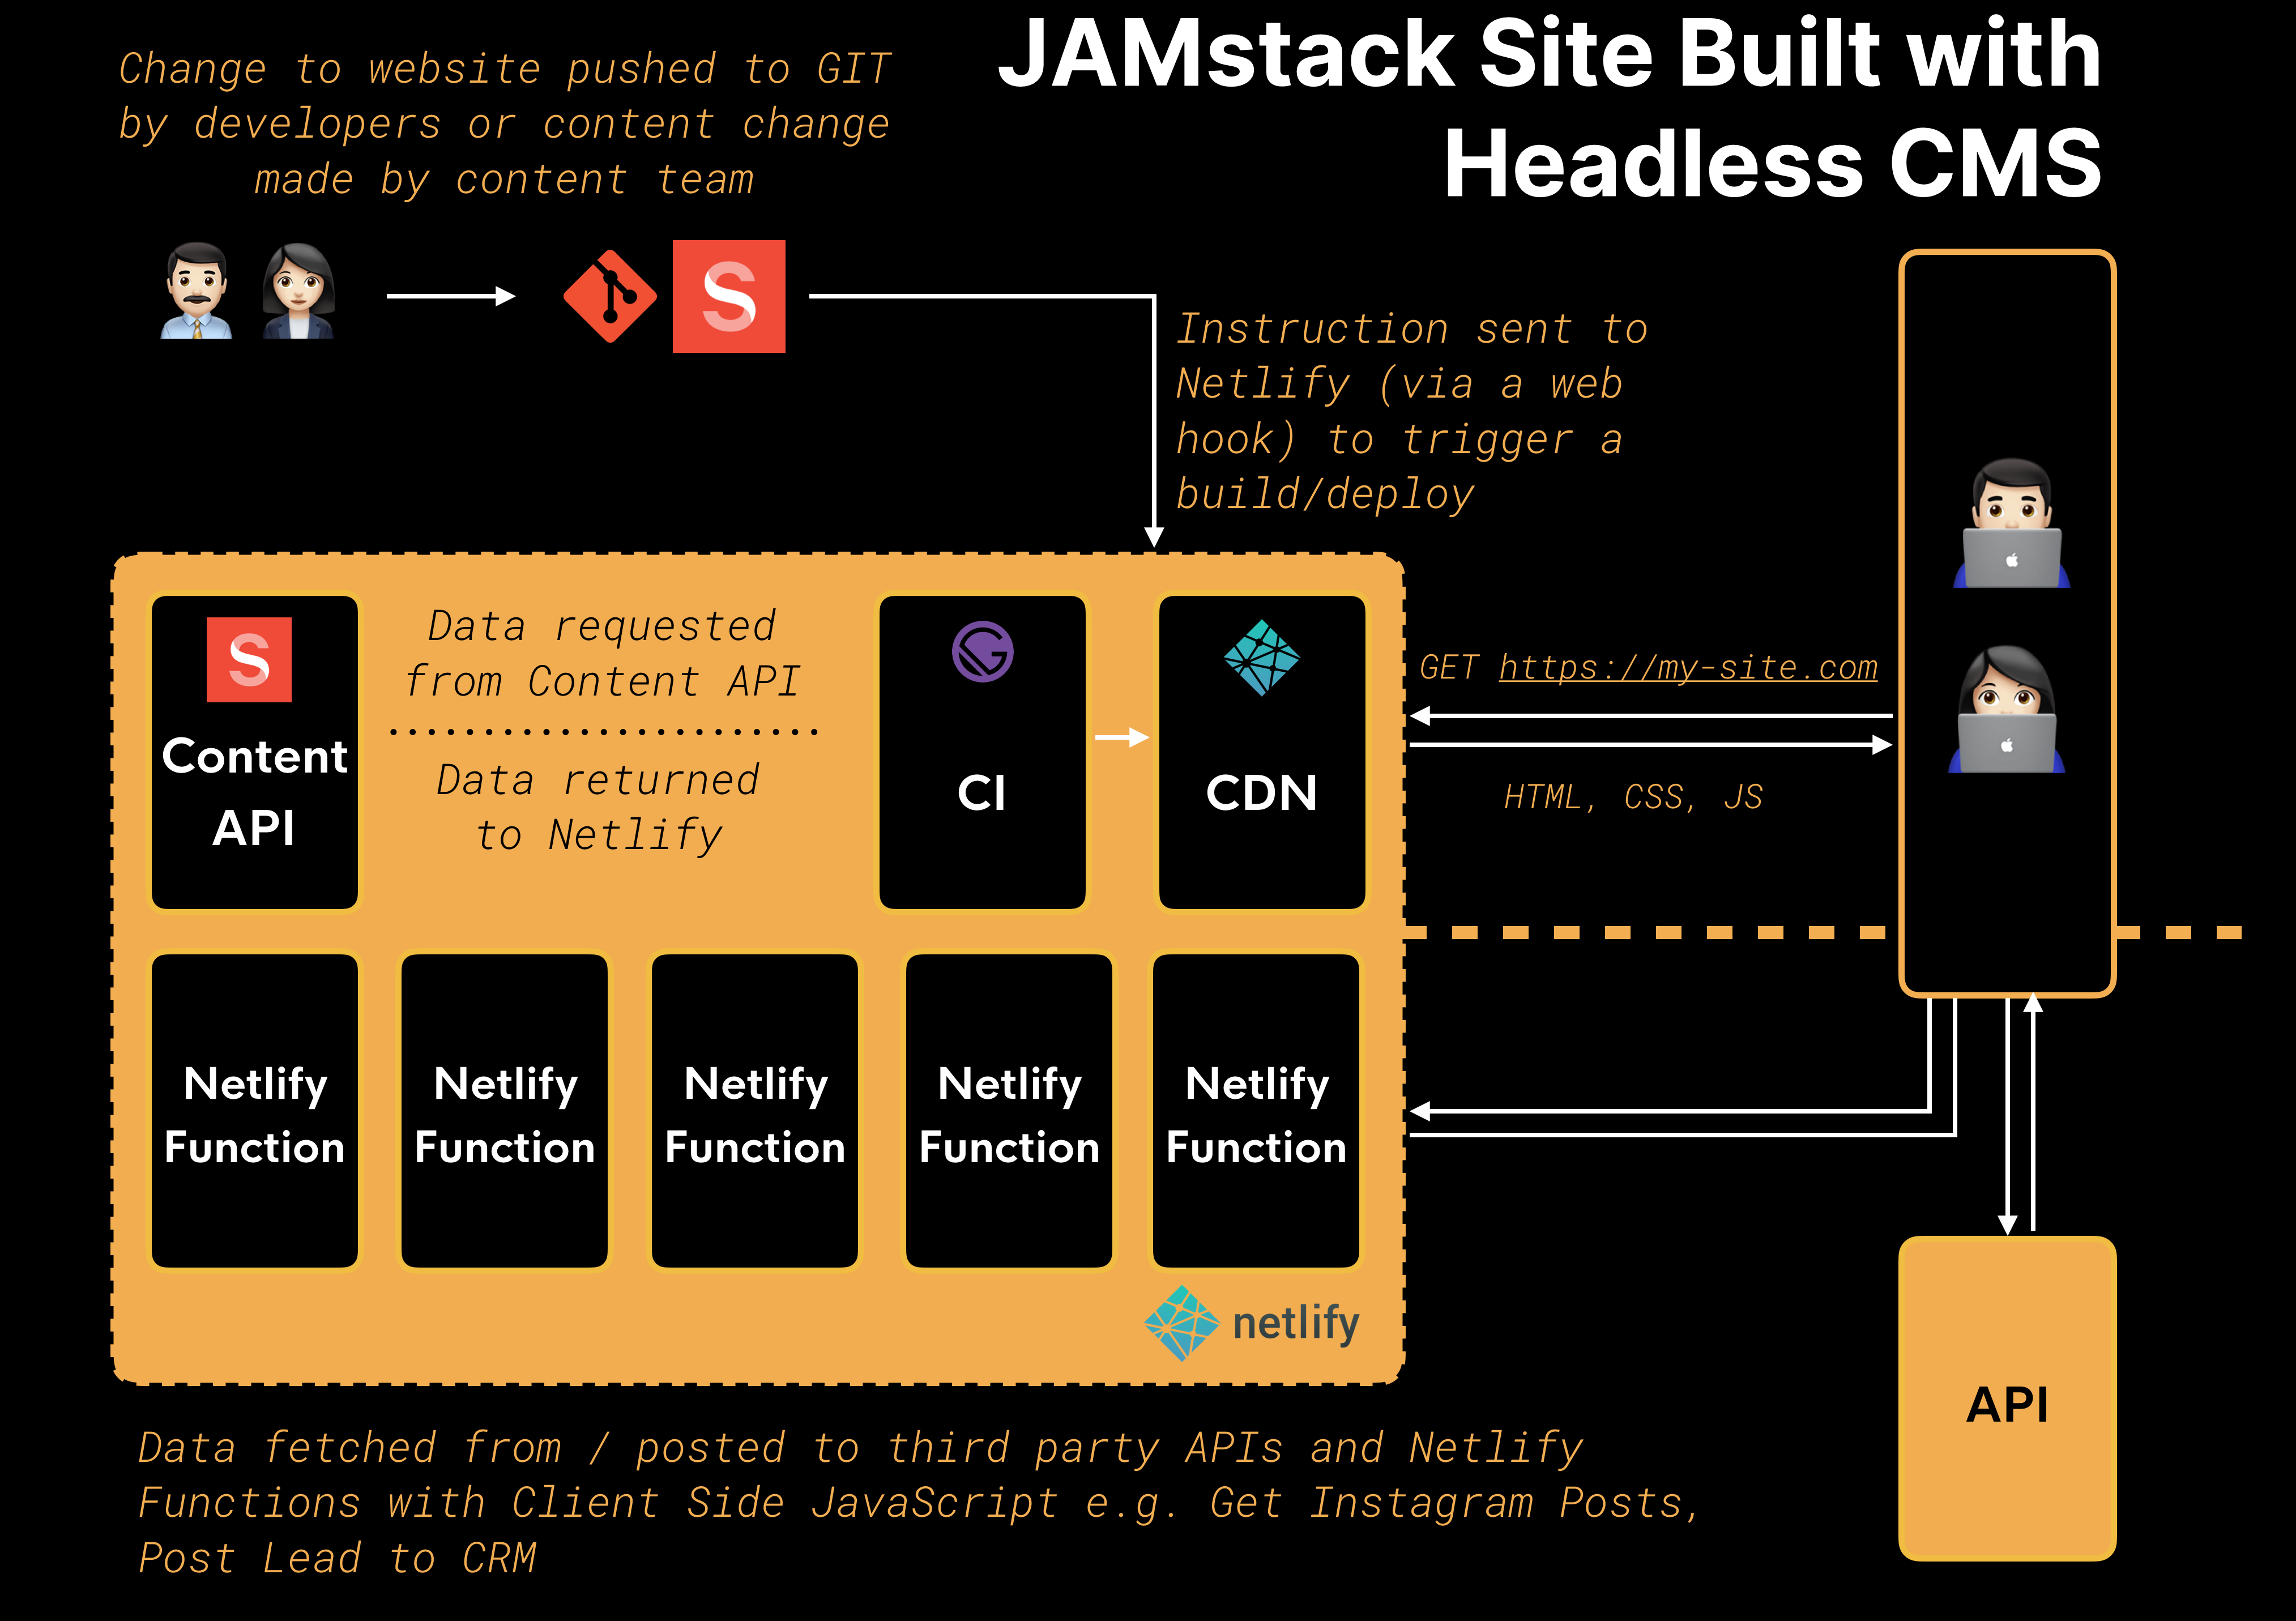 JAMstack Site Built with
Headless CMS
Change to website pushed to GIT
by developers or content change
made by content team
S
Instruction sent to
Netlify (via a web
hook) to trigger a
build/deploy
S
Content
API
Data requested
from Content API
Data returned
to Netlify
CI
CDN
GET https://my-site.com
HTML, CSS, JS
Netlify
Function
Netlify
Function
Netlify
Function
Netlify
Function
Netlify
Function
netlify
API
Data fetched from / posted to third party APIs and Netlify
Functions with Client Side JavaScript e.g. Get Instagram Posts,
Post Lead to CRM